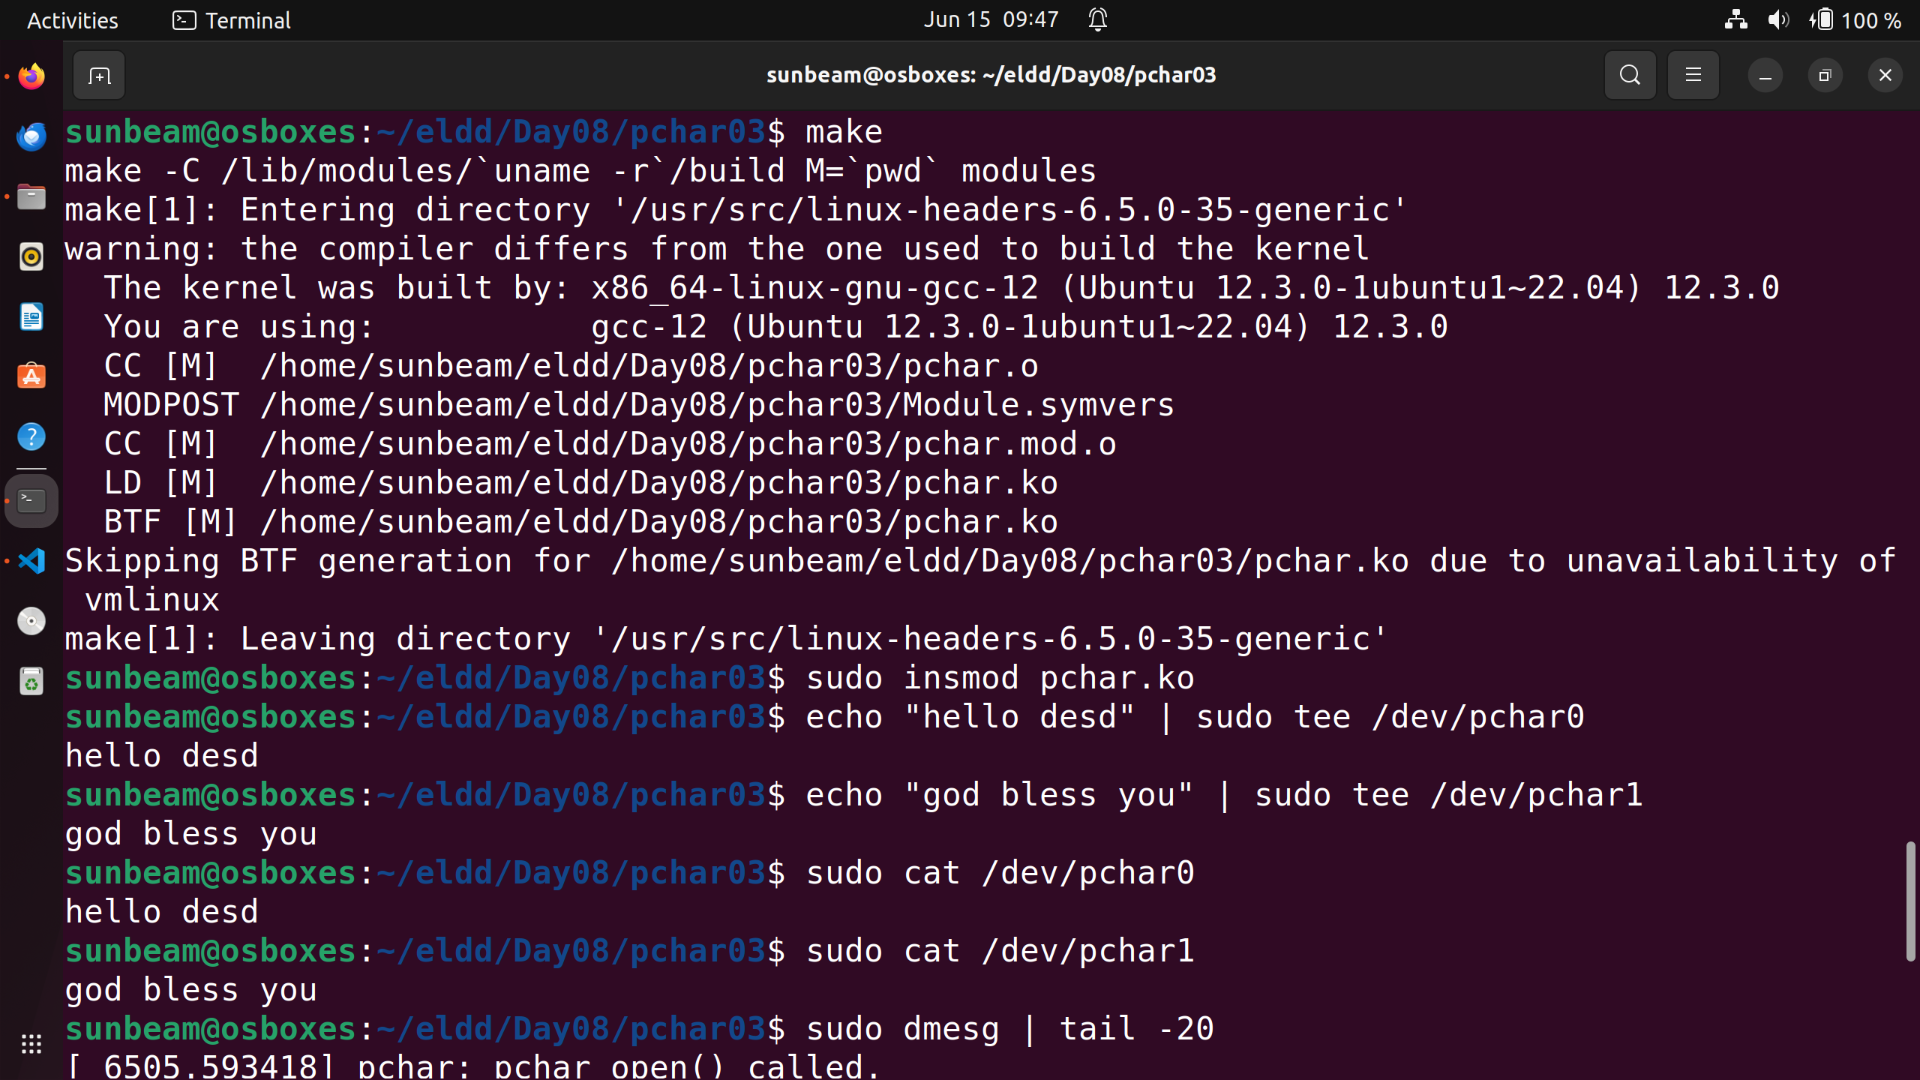 Activities Terminal Jun 15 09:47 100 %
sunbeam@osboxes: ~/eldd/Day08/pchar03
sunbeam@osboxes:~/eldd/Day08/pchar03$ make
make -C /lib/modules/`uname -r`/build M=`pwd` modules
make[1]: Entering directory '/usr/src/linux-headers-6.5.0-35-generic'
warning: the compiler differs from the one used to build the kernel
  The kernel was built by: x86_64-linux-gnu-gcc-12 (Ubuntu 12.3.0-1ubuntu1~22.04) 12.3.0
  You are using:           gcc-12 (Ubuntu 12.3.0-1ubuntu1~22.04) 12.3.0
  CC [M]  /home/sunbeam/eldd/Day08/pchar03/pchar.o
  MODPOST /home/sunbeam/eldd/Day08/pchar03/Module.symvers
  CC [M]  /home/sunbeam/eldd/Day08/pchar03/pchar.mod.o
  LD [M]  /home/sunbeam/eldd/Day08/pchar03/pchar.ko
  BTF [M] /home/sunbeam/eldd/Day08/pchar03/pchar.ko
Skipping BTF generation for /home/sunbeam/eldd/Day08/pchar03/pchar.ko due to unavailability of
 vmlinux
make[1]: Leaving directory '/usr/src/linux-headers-6.5.0-35-generic'
sunbeam@osboxes:~/eldd/Day08/pchar03$ sudo insmod pchar.ko
sunbeam@osboxes:~/eldd/Day08/pchar03$ echo "hello desd" | sudo tee /dev/pchar0
hello desd
sunbeam@osboxes:~/eldd/Day08/pchar03$ echo "god bless you" | sudo tee /dev/pchar1
god bless you
sunbeam@osboxes:~/eldd/Day08/pchar03$ sudo cat /dev/pchar0
hello desd
sunbeam@osboxes:~/eldd/Day08/pchar03$ sudo cat /dev/pchar1
god bless you
sunbeam@osboxes:~/eldd/Day08/pchar03$ sudo dmesg | tail -20
[ 6505.593418] pchar: pchar_open() called.